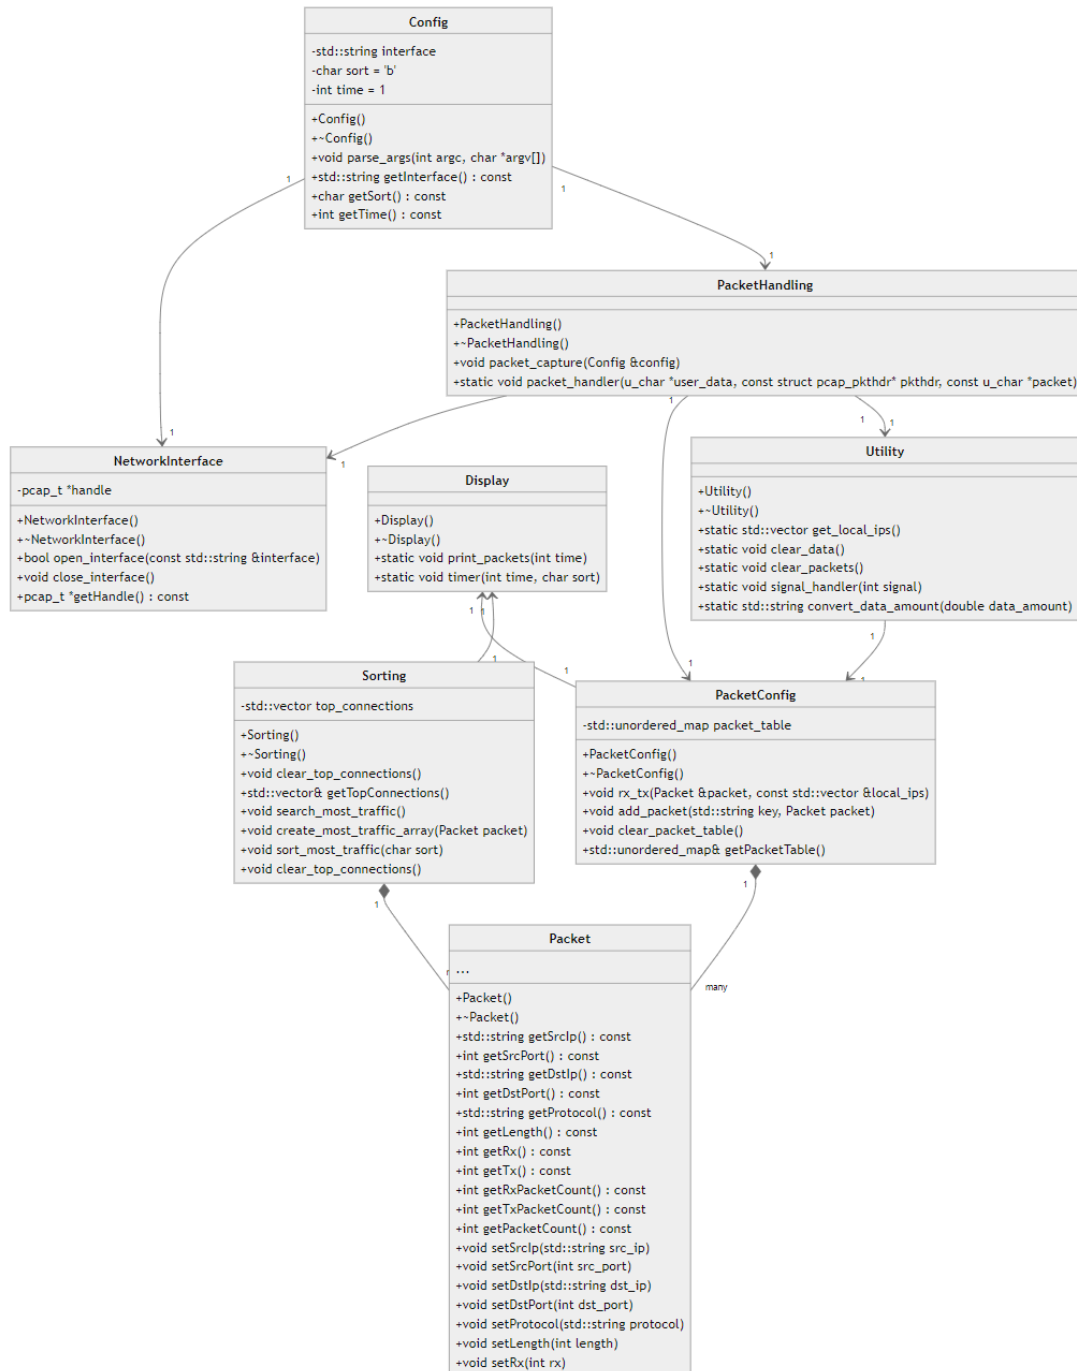 Config
-std::string interface
-char sort = 'b'
-int time = 1
+Config()
+~Config()
+void parse_args(int argc, char *argv[])
+std::string getInterface() : const
+char getSort() : const
+int getTime() : const
1
1
1
PacketHandling
+PacketHandling()
+~PacketHandling()
+void packet_capture(Config &config)
+static void packet_handler(u_char *user_data, const struct pcap_pkthdr* pkthdr, const u_char *packet)
1
1
1
1
1
NetworkInterface
-pcap_t *handle
+NetworkInterface()
+~NetworkInterface()
+bool open_interface(const std::string &interface)
+void close_interface()
+pcap_t *getHandle() : const
Display
+Display()
+~Display()
+static void print_packets(int time)
+static void timer(int time, char sort)
Utility
+Utility()
+~Utility()
+static std::vector get_local_ips()
+static void clear_data()
+static void clear_packets()
+static void signal_handler(int signal)
+static std::string convert_data_amount(double data_amount)
1
1
1
1
1
1
1
1
Sorting
-std::vector top_connections
+Sorting()
+~Sorting()
+void clear_top_connections()
+std::vector& getTopConnections()
+void search_most_traffic()
+void create_most_traffic_array(Packet packet)
+void sort_most_traffic(char sort)
+void clear_top_connections()
PacketConfig
-std::unordered_map packet_table
+PacketConfig()
+~PacketConfig()
+void rx_tx(Packet &packet, const std::vector &local_ips)
+void add_packet(std::string key, Packet packet)
+void clear_packet_table()
+std::unordered_map& getPacketTable()
1
1
many
Packet
...
+Packet()
+~Packet()
+std::string getSrcIp() : const
+int getSrcPort() : const
+std::string getDstIp() : const
+int getDstPort() : const
+std::string getProtocol() : const
+int getLength() : const
+int getRx() : const
+int getTx() : const
+int getRxPacketCount() : const
+int getTxPacketCount() : const
+int getPacketCount() : const
+void setSrcIp(std::string src_ip)
+void setSrcPort(int src_port)
+void setDstIp(std::string dst_ip)
+void setDstPort(int dst_port)
+void setProtocol(std::string protocol)
+void setLength(int length)
+void setRx(int rx)